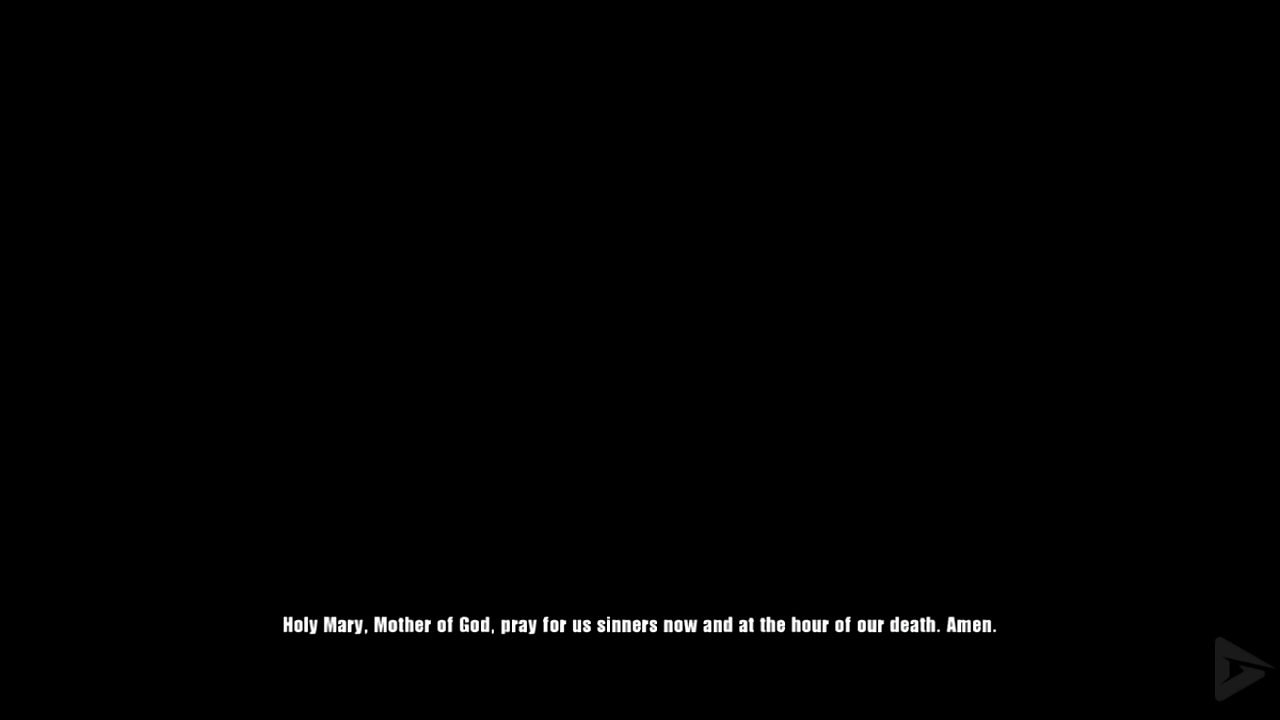 Holy Mary, Mother of God, pray for us sinners now and at the hour of our death. Amen.